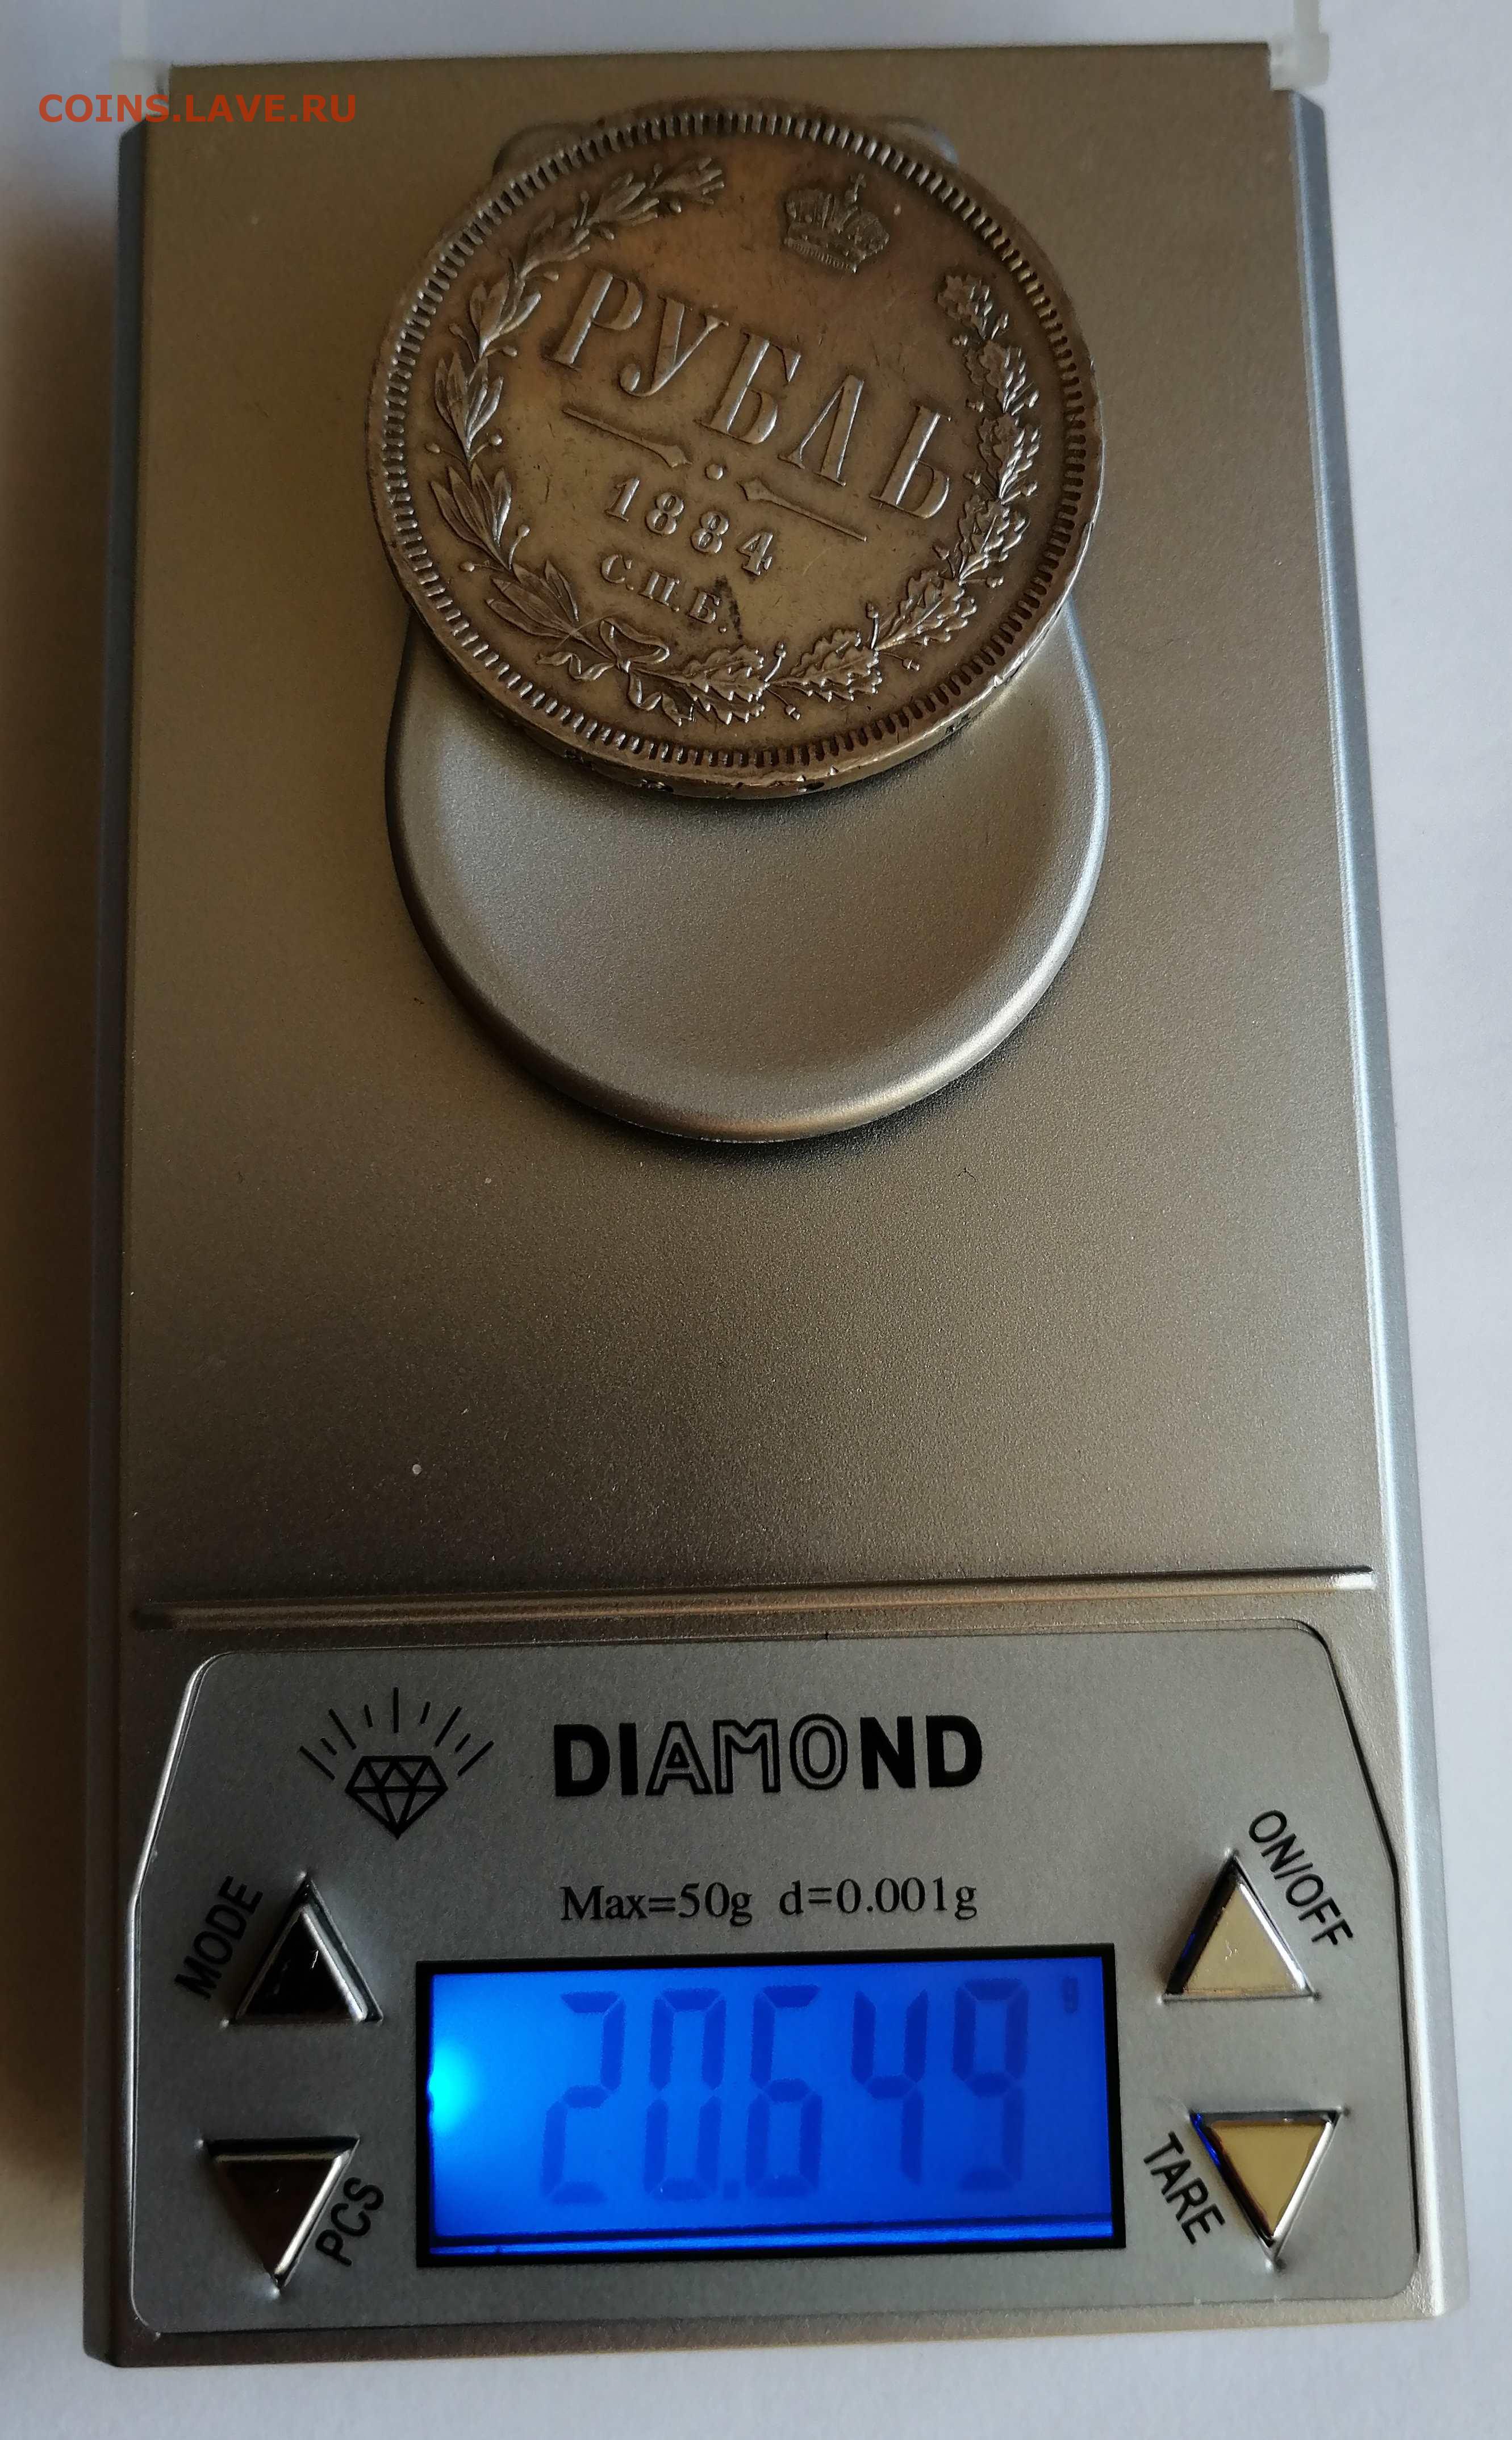 COINS.LAVE.RU
РУБЛЬ
1884
С.П.Б.
DIAMOND
Max=50g d=0.001g
MODE
ON/OFF
20.649 g
PCS
TARE